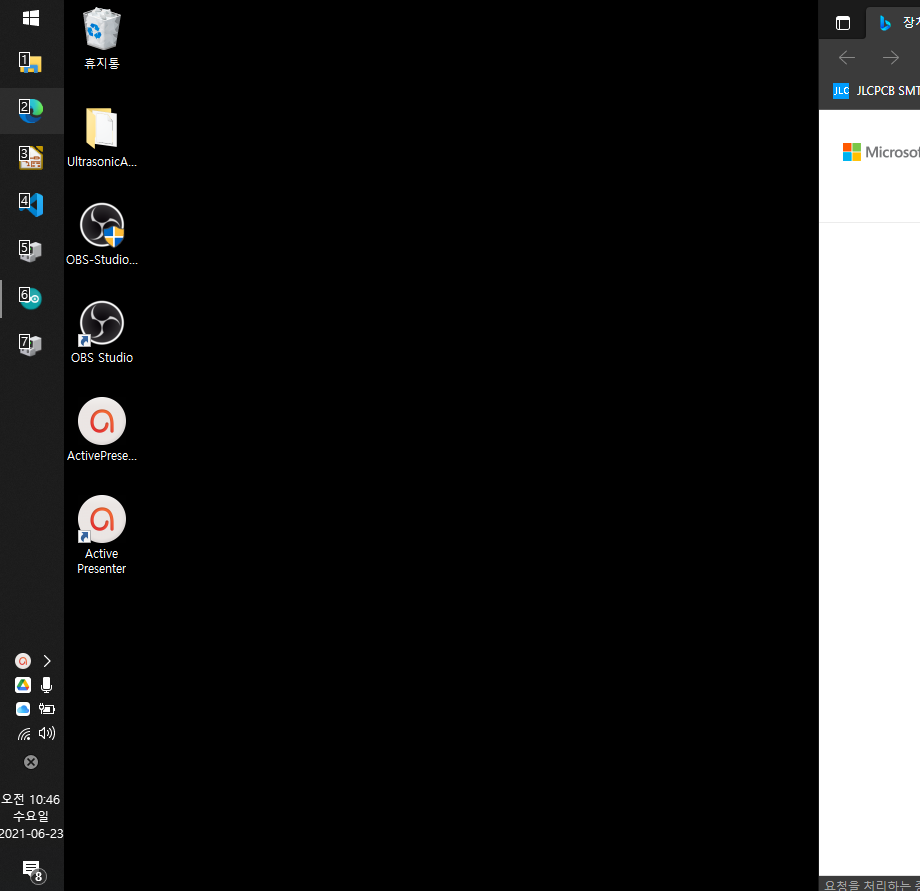 1
2
3
4
5
6
7
오전 10:46
수요일
2021-06-23
8
휴지통
UltrasonicA...
OBS-Studio...
OBS Studio
ActivePrese...
Active
Presenter
JLC JLCPCB SMT
Microsof
요청을 처리하는